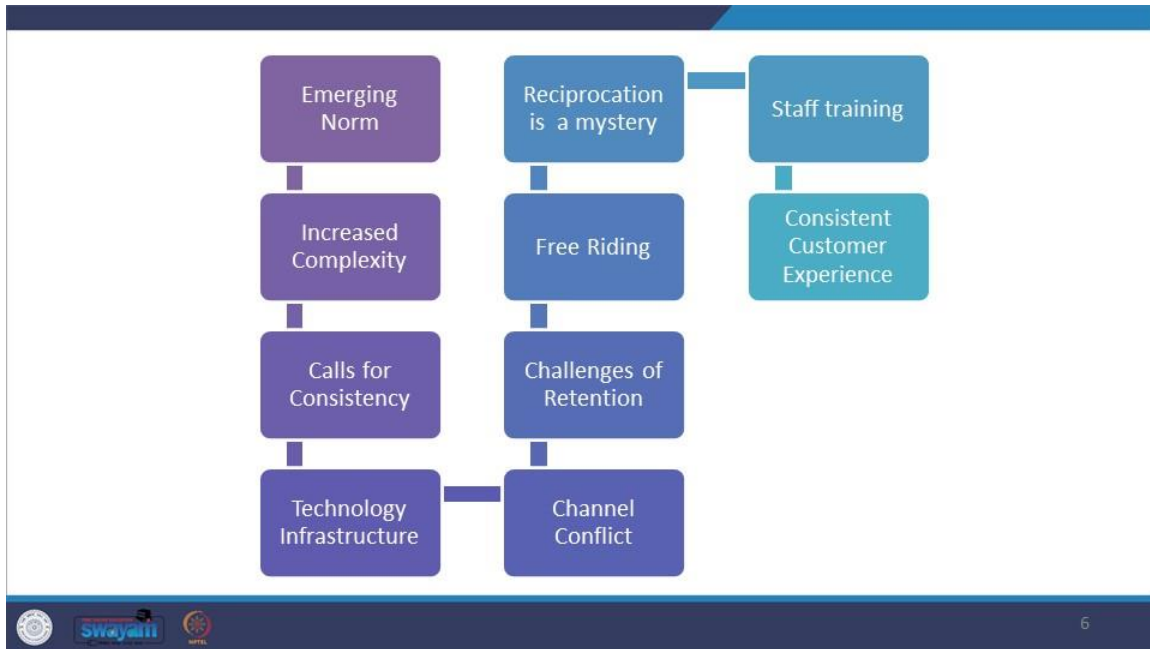 Emerging
Norm
Increased
Complexity
Calls for
Consistency
Technology
Infrastructure
Channel
Conflict
Challenges of
Retention
Free Riding
Reciprocation
is a mystery
Staff training
Consistent
Customer
Experience
swayam
NPTEL
6